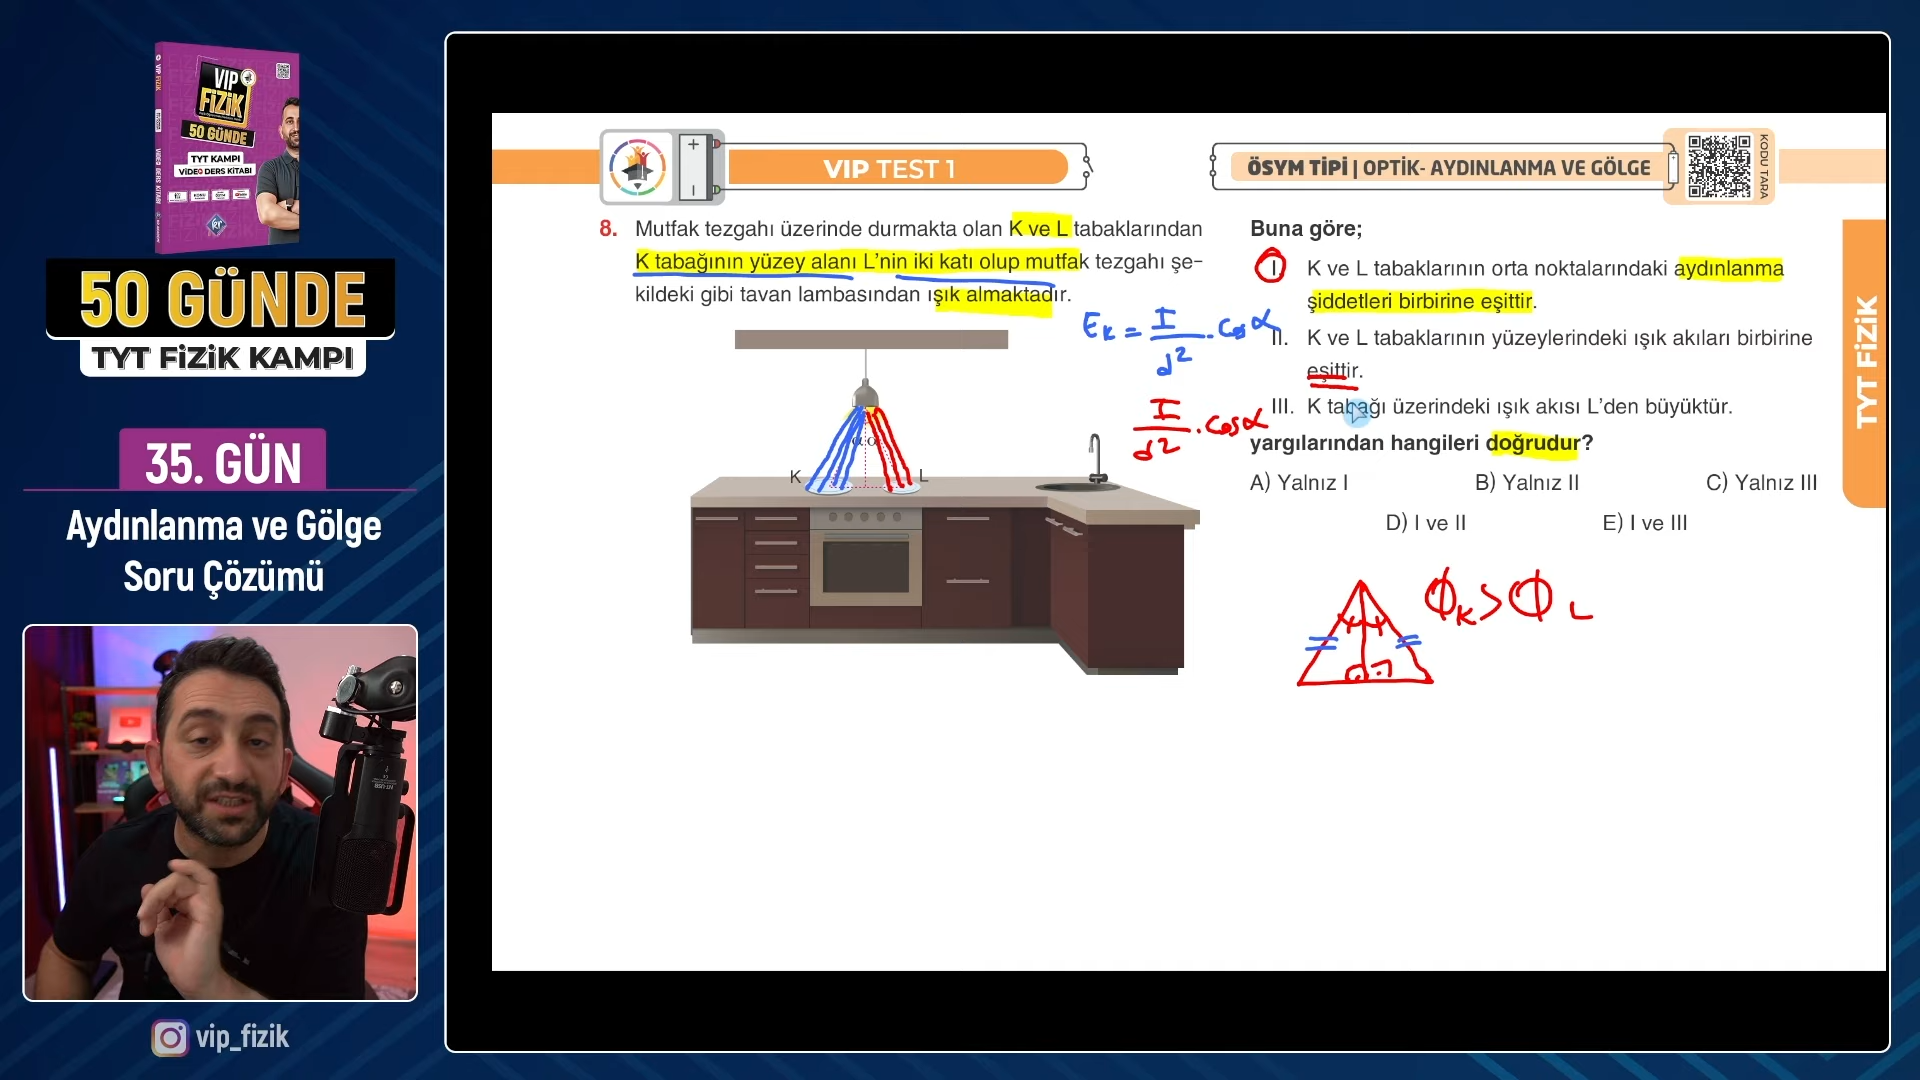 VIP
FİZİK
50 GÜNDE
TYT KAMPI
VİDEO DERS KİTABI
50 GÜNDE
TYT FİZİK KAMPI
35. GÜN
Aydınlanma ve Gölge
Soru Çözümü
vip_fizik
VIP TEST 1
ÖSYM TİPİ | OPTİK- AYDINLANMA VE GÖLGE
KODU TARA
TYT FİZİK
8. Mutfak tezgahı üzerinde durmakta olan K ve L tabaklarından
K tabağının yüzey alanı L'nin iki katı olup mutfak tezgahı şe-
kildeki gibi tavan lambasından ışık almaktadır.
E_K = I/d² . cosα
I/d² . cosα
α α
K L
Buna göre;
I. K ve L tabaklarının orta noktalarındaki aydınlanma
şiddetleri birbirine eşittir.
II. K ve L tabaklarının yüzeylerindeki ışık akıları birbirine
eşittir.
III. K tabağı üzerindeki ışık akısı L'den büyüktür.
yargılarından hangileri doğrudur?
A) Yalnız I B) Yalnız II C) Yalnız III
D) I ve II E) I ve III
Φ_K > Φ_L